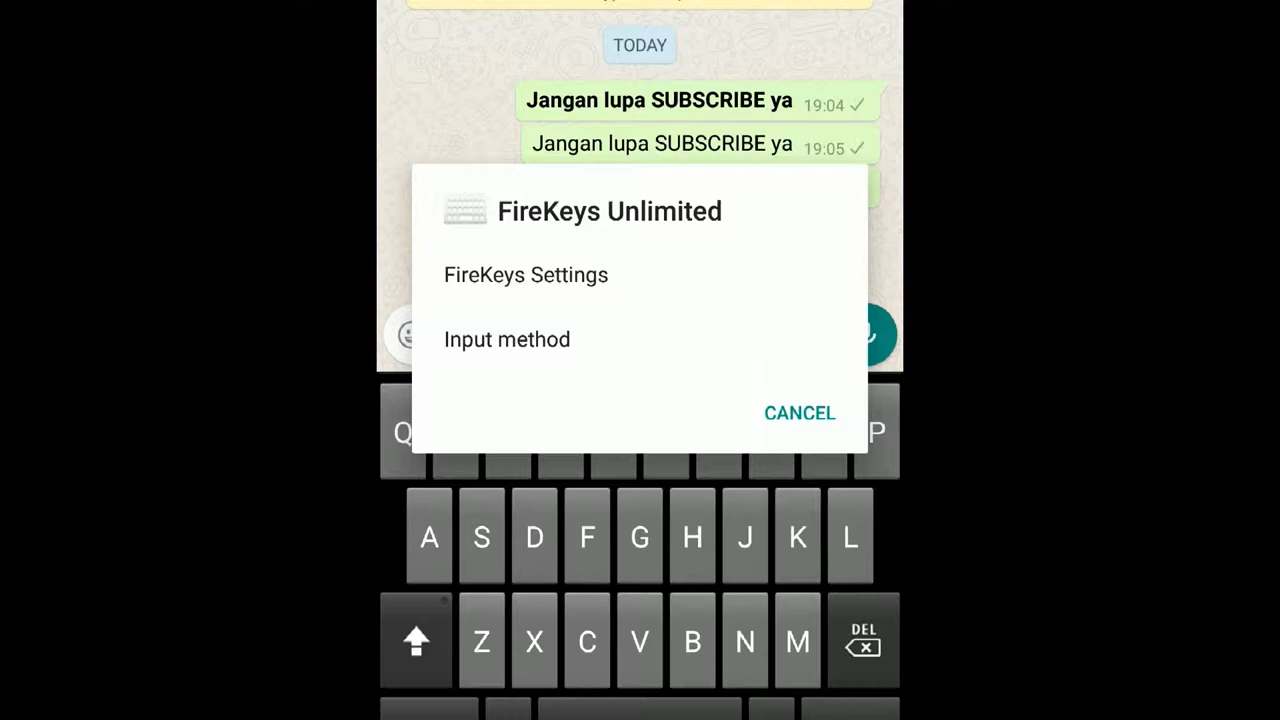 TODAY
Jangan lupa SUBSCRIBE ya 19:04
Jangan lupa SUBSCRIBE ya 19:05
FireKeys Unlimited
FireKeys Settings
Input method
CANCEL
Q P
A S D F G H J K L
Z X C V B N M DEL